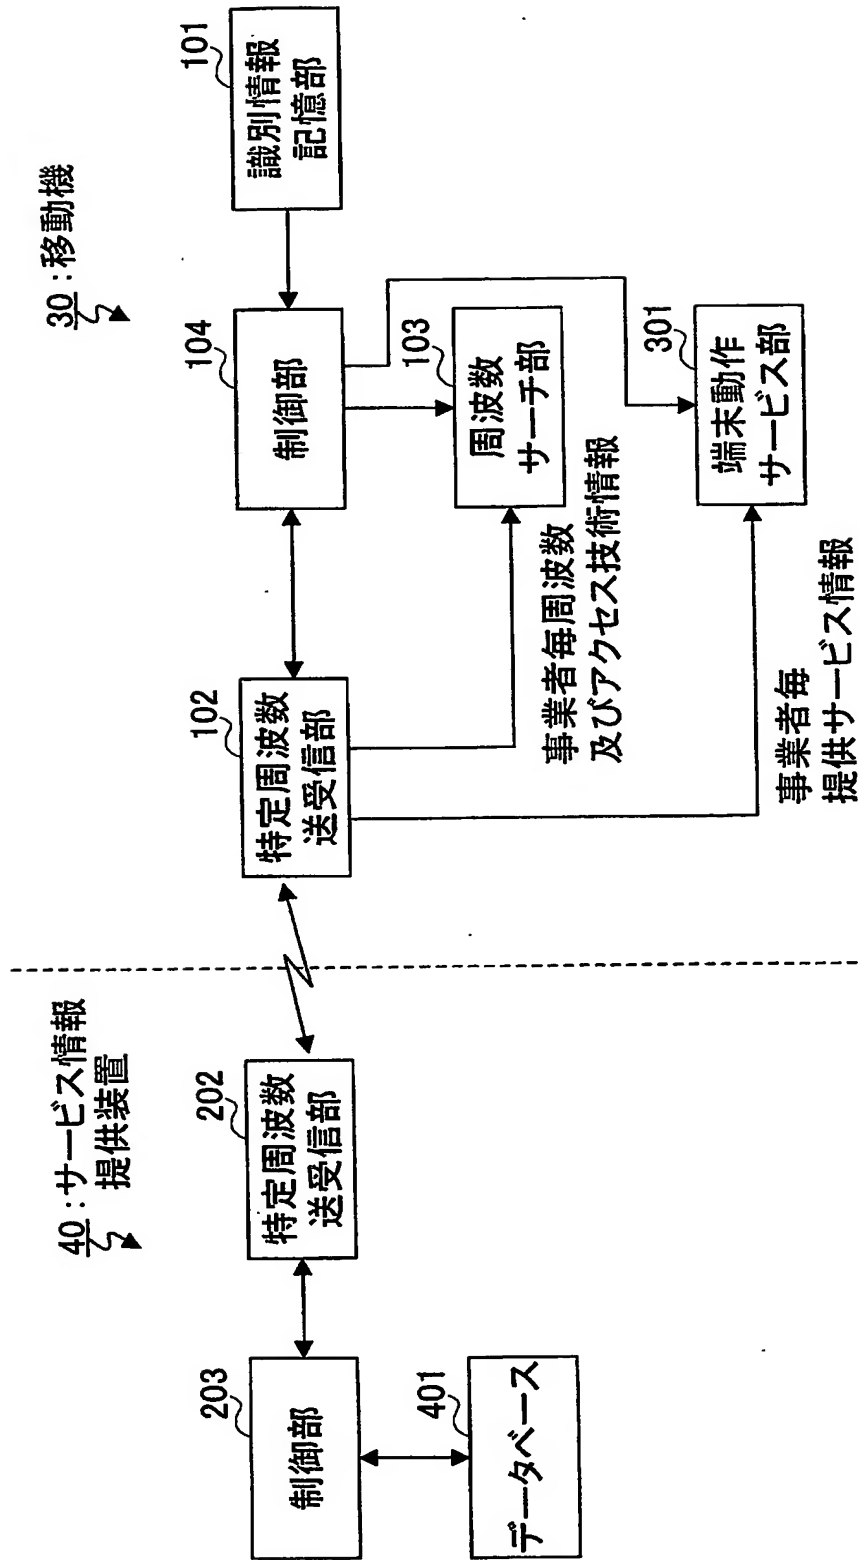 40：サービス情報
提供装置
203
制御部
401
データベース
202
特定周波数
送受信部
30：移動機
102
特定周波数
送受信部
104
制御部
101
識別情報
記憶部
103
周波数
サーチ部
事業者毎周波数
及びアクセス技術情報
301
端末動作
サービス部
事業者毎
提供サービス情報